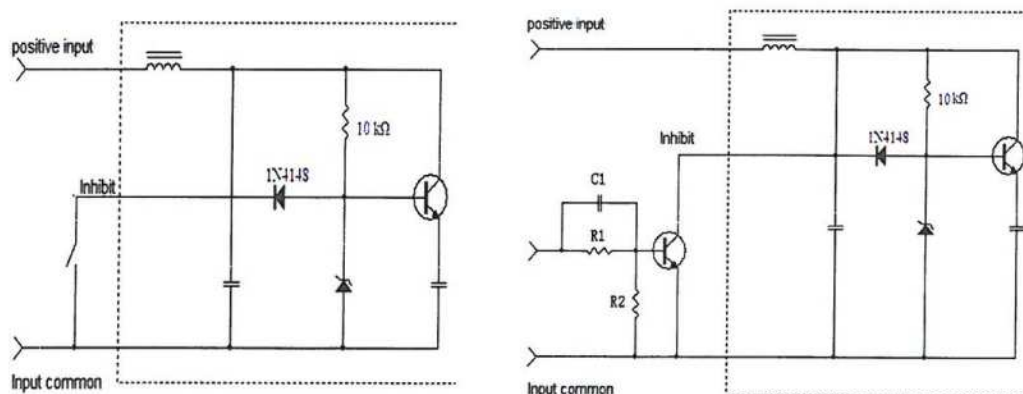 positive input
10 kΩ
1N4148
Inhibit
Input common
positive input
10 kΩ
1N4148
Inhibit
C1
R1
R2
Input common